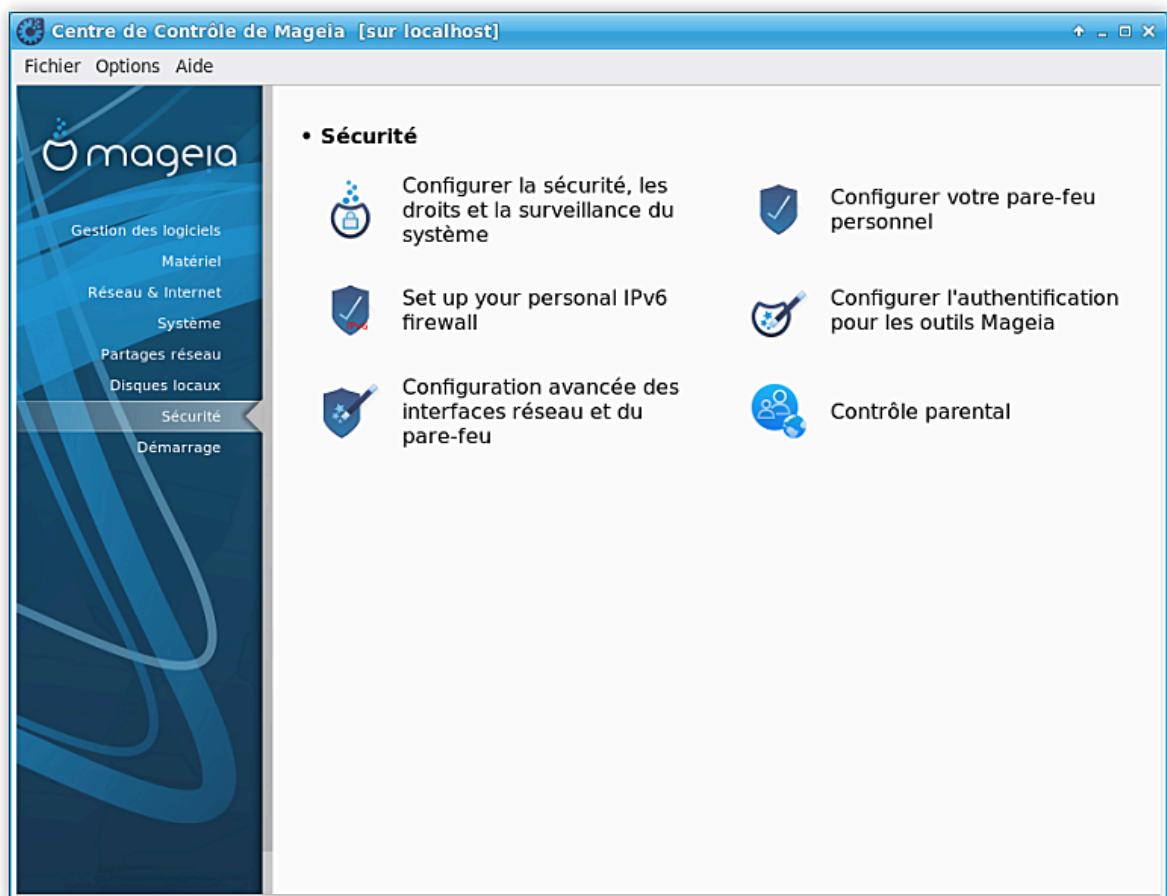 Centre de Contrôle de Mageia [sur localhost]
Fichier Options Aide
mageia
Gestion des logiciels
Matériel
Réseau & Internet
Système
Partages réseau
Disques locaux
Sécurité
Démarrage
• Sécurité
Configurer la sécurité, les
droits et la surveillance du
système
Configurer votre pare-feu
personnel
Set up your personal IPv6
firewall
IPv6
Configurer l'authentification
pour les outils Mageia
Configuration avancée des
interfaces réseau et du
pare-feu
Contrôle parental